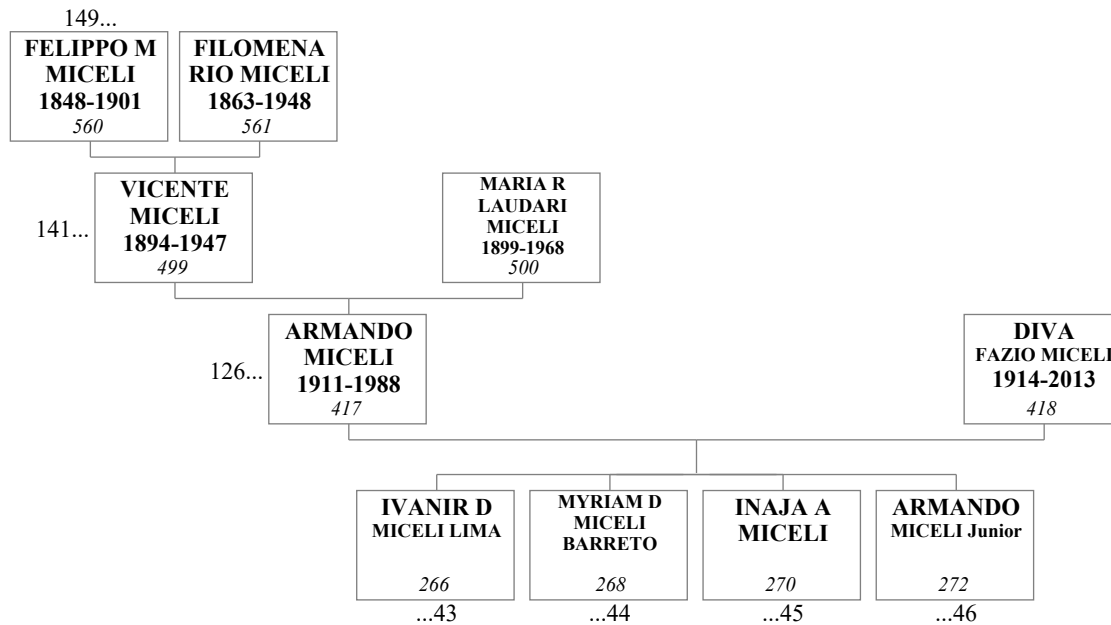 149...
FELIPPO M
MICELI
1848-1901
560
FILOMENA
RIO MICELI
1863-1948
561
141...
VICENTE
MICELI
1894-1947
499
MARIA R
LAUDARI
MICELI
1899-1968
500
126...
ARMANDO
MICELI
1911-1988
417
DIVA
FAZIO MICELI
1914-2013
418
IVANIR D
MICELI LIMA
266
...43
MYRIAM D
MICELI
BARRETO
268
...44
INAJA A
MICELI
270
...45
ARMANDO
MICELI Junior
272
...46